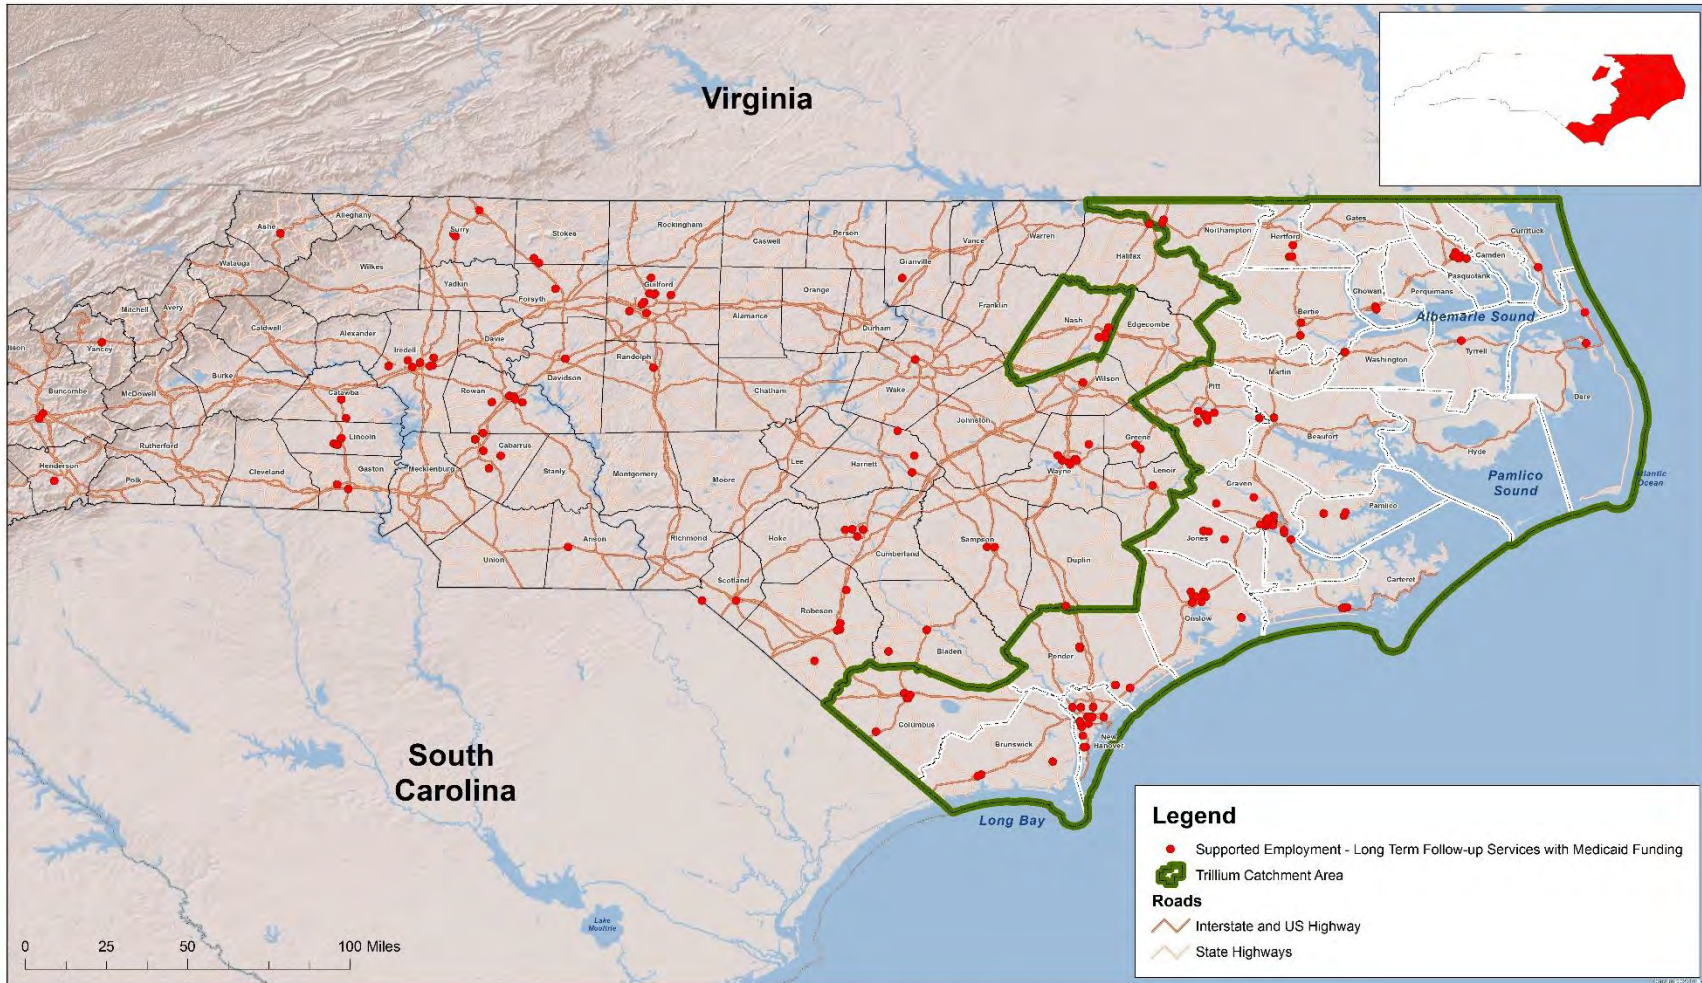 Virginia
Alleghany
Ashe
Surry
Stokes
Rockingham
Caswell
Person
Granville
Vance
Warren
Halifax
Northampton
Hertford
Gates
Currituck
Camden
Pasquotank
Perquimans
Chowan
Bertie
Albemarle Sound
Watauga
Wilkes
Yadkin
Forsyth
Guilford
Alamance
Orange
Durham
Franklin
Nash
Edgecombe
Mitchell
Avery
Caldwell
Alexander
Iredell
Davie
Yancey
Davidson
Randolph
Chatham
Wake
Wilson
Pitt
Martin
Washington
Tyrrell
Dare
Buncombe
McDowell
Burke
Catawba
Rowan
Johnston
Greene
Beaufort
Hyde
Rutherford
Lincoln
Cabarrus
Lee
Harnett
Wayne
Lenoir
Craven
Pamlico
Sound
Atlantic
Ocean
Henderson
Polk
Cleveland
Gaston
Mecklenburg
Stanly
Montgomery
Moore
Pamlico
Jones
Union
Anson
Richmond
Hoke
Cumberland
Sampson
Duplin
Carteret
Scotland
Robeson
Bladen
Onslow
Pender
Columbus
Brunswick
New
Hanover
South
Carolina
Long Bay
Lake
Moultrie
0 25 50 100 Miles
Legend
Supported Employment - Long Term Follow-up Services with Medicaid Funding
Trillium Catchment Area
Roads
Interstate and US Highway
State Highways